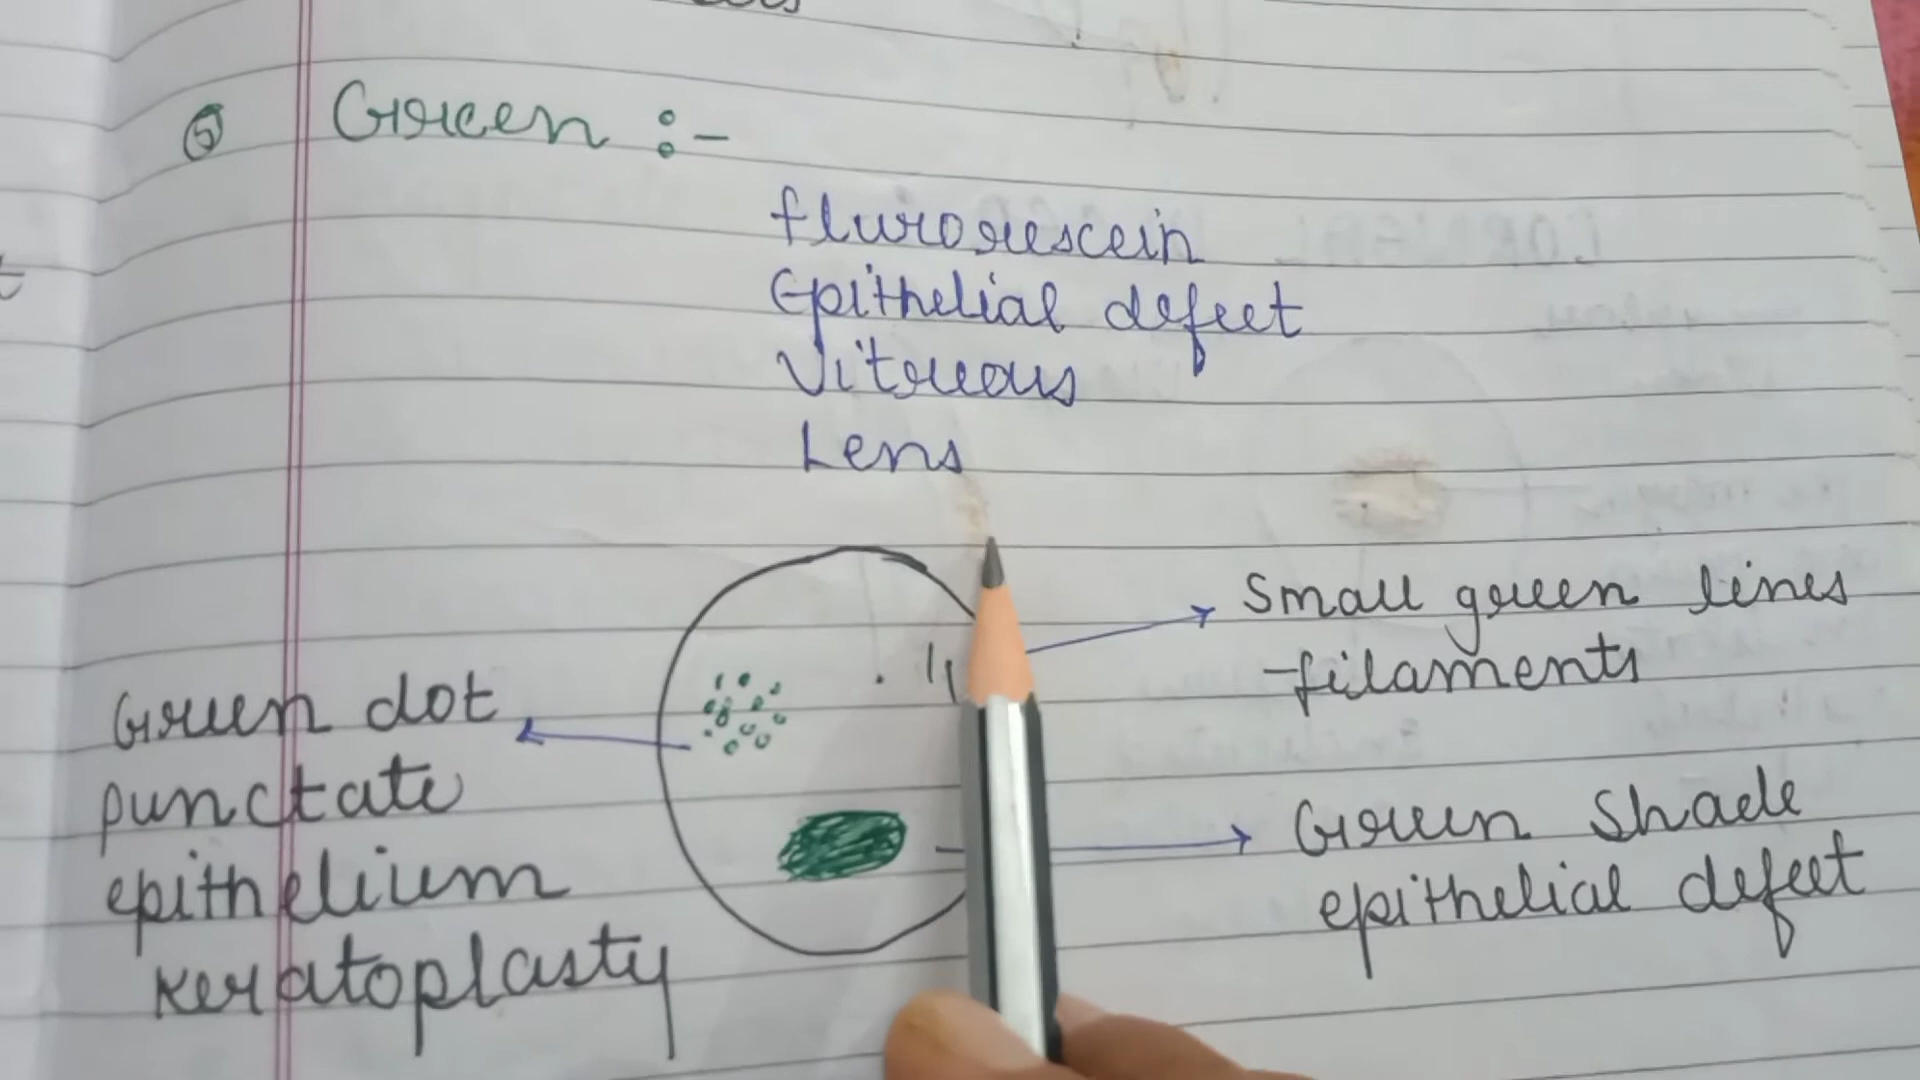 ⑤ Green :-
flurorescein
Epithelial defect
Vitreous
Lens
Small green lines
-filaments
Green dot
punctate
epithelium
keratoplasty
Green Shade
epithelial defect